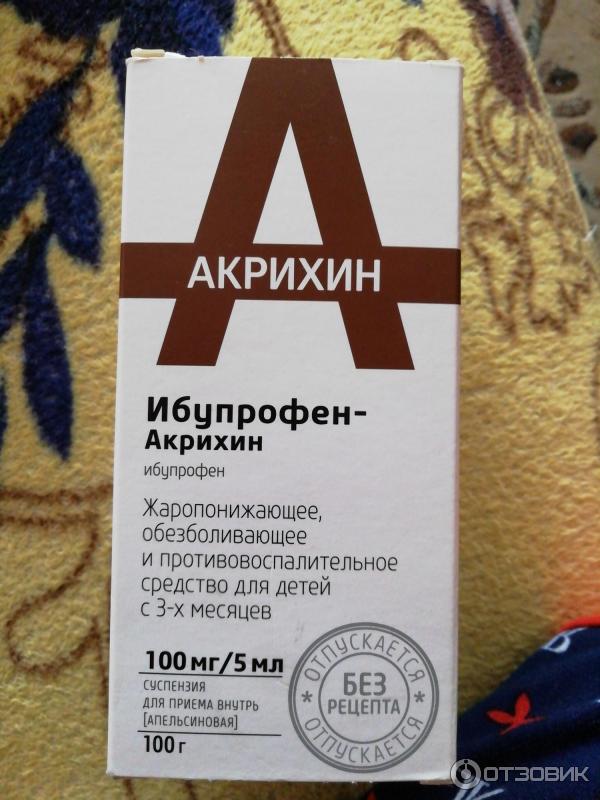 АКРИХИН
Ибупрофен-
Акрихин
ибупрофен
Жаропонижающее,
обезболивающее
и противовоспалительное
средство для детей
с 3-х месяцев
100 мг/5 мл
СУСПЕНЗИЯ
ДЛЯ ПРИЕМА ВНУТРЬ
[АПЕЛЬСИНОВАЯ]
100 г
ОТПУСКАЕТСЯ
БЕЗ
РЕЦЕПТА
ОТПУСКАЕТСЯ
ОТЗОВИК